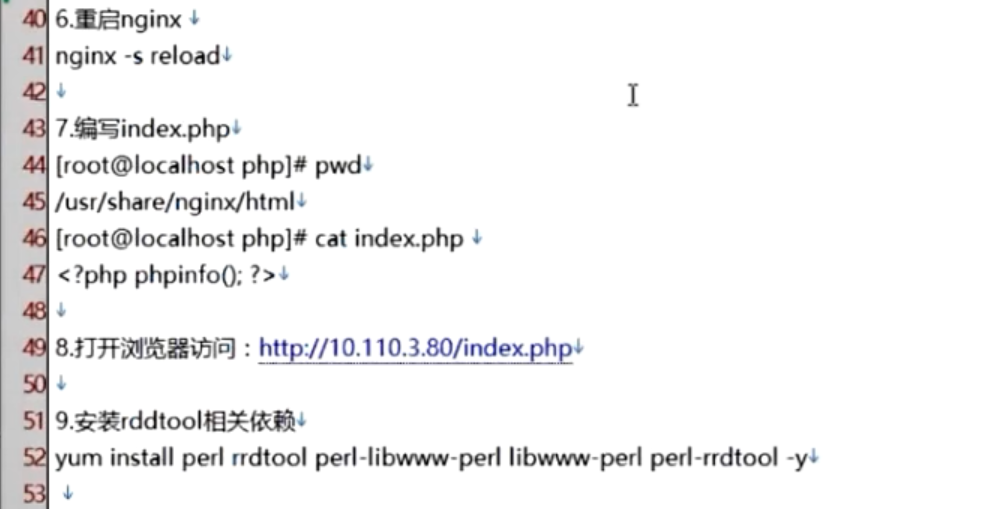 40 6.重启nginx ↓
41 nginx -s reload↓
42 ↓
43 7.编写index.php↓
44 [root@localhost php]# pwd↓
45 /usr/share/nginx/html↓
46 [root@localhost php]# cat index.php ↓
47 <?php phpinfo(); ?>↓
48 ↓
49 8.打开浏览器访问：http://10.110.3.80/index.php↓
50 ↓
51 9.安装rddtool相关依赖↓
52 yum install perl rrdtool perl-libwww-perl libwww-perl perl-rrdtool -y↓
53 ↓